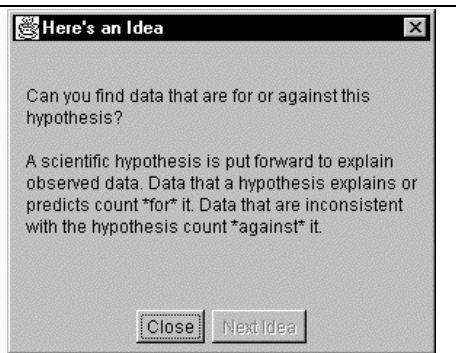 Here's an Idea
Can you find data that are for or against this
hypothesis?
A scientific hypothesis is put forward to explain
observed data. Data that a hypothesis explains or
predicts count *for* it. Data that are inconsistent
with the hypothesis count *against* it.
Close Next Idea